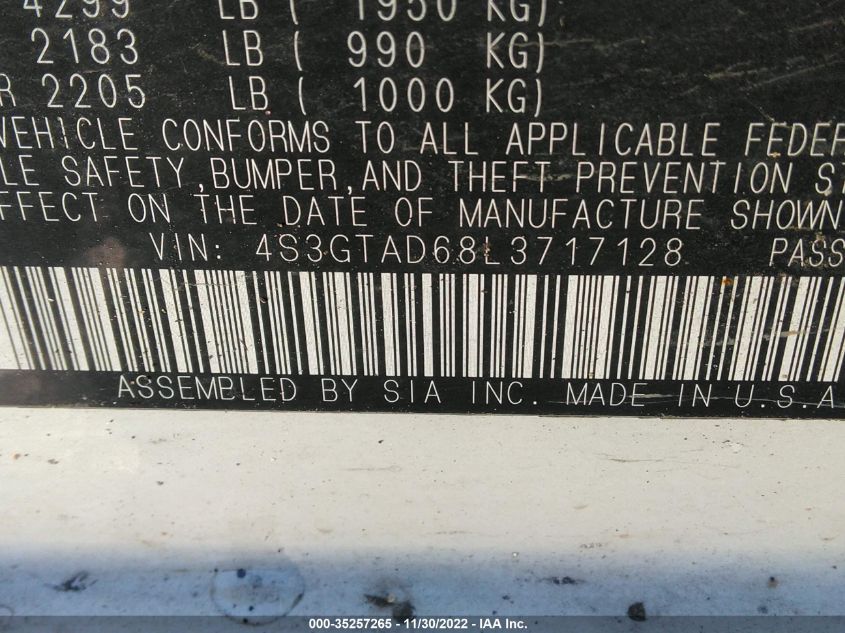 4299 LB ( 1950 KG)
2183 LB ( 990 KG)
R 2205 LB ( 1000 KG)
VEHICLE CONFORMS TO ALL APPLICABLE FEDER
LE SAFETY, BUMPER, AND THEFT PREVENTION ST
FFECT ON THE DATE OF MANUFACTURE SHOWN
VIN: 4S3GTAD68L3717128 PASS
ASSEMBLED BY SIA INC. MADE IN U.S.A
000-35257265 - 11/30/2022 - IAA Inc.